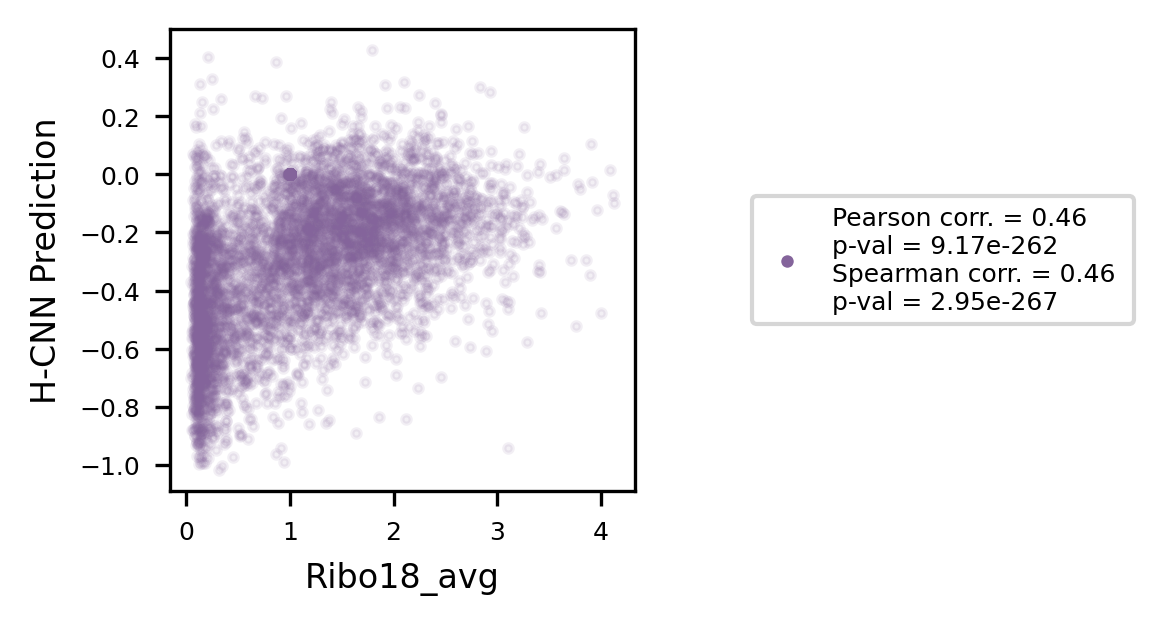 0.4
0.2
0.0
−0.2
−0.4
−0.6
−0.8
−1.0
H-CNN Prediction
0 1 2 3 4
Ribo18_avg
Pearson corr. = 0.46
p-val = 9.17e-262
Spearman corr. = 0.46
p-val = 2.95e-267